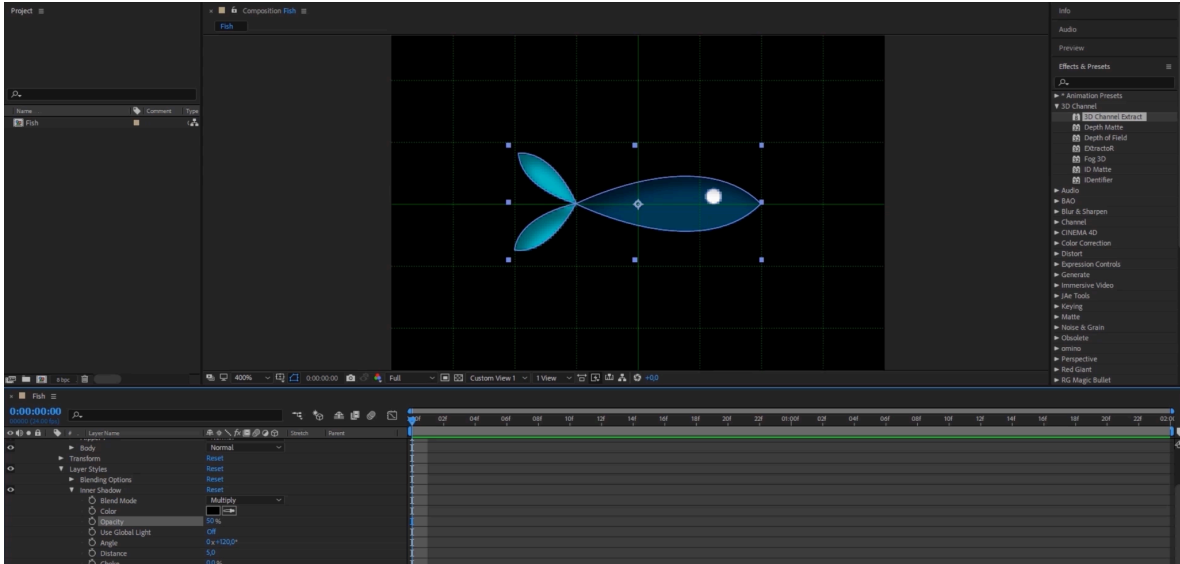 Project
Composition Fish
Info
Fish
Audio
Preview
Effects & Presets
Name Comment Type
Fish
* Animation Presets
3D Channel
3D Channel Extract
Depth Matte
Depth of Field
EXtractoR
Fog 3D
ID Matte
IDentifier
Audio
BAO
Blur & Sharpen
Channel
CINEMA 4D
Color Correction
Distort
Expression Controls
Generate
Immersive Video
JAe Tools
Keying
Matte
Noise & Grain
Obsolete
omino
Perspective
Red Giant
RG Magic Bullet
8 bpc
400% 0:00:00:00 Full Custom View 1 1 View +0,0
Fish
0:00:00:00
02f 04f 06f 08f 10f 12f 14f 16f 18f 20f 22f 01:00f 02f 04f 06f 08f 10f 12f 14f 16f 18f 20f 22f
# Layer Name Stretch Parent
Body Normal
Transform Reset
Layer Styles Reset
Blending Options Reset
Inner Shadow Reset
Blend Mode Multiply
Color
Opacity 50 %
Use Global Light Off
Angle 0 x +120,0°
Distance 5,0
Choke 0,0 %